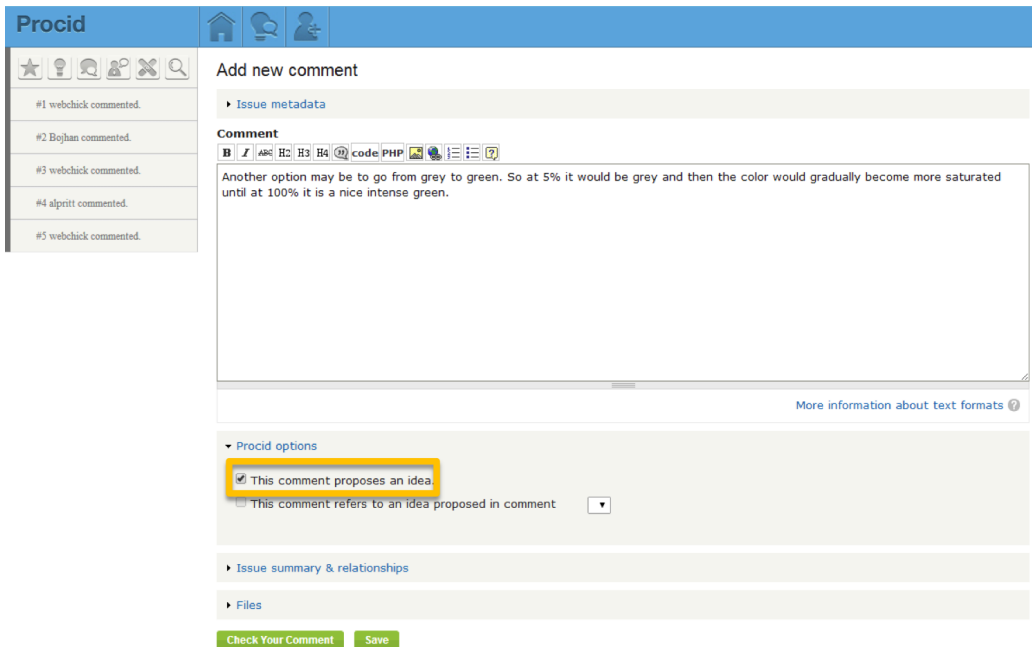 Procid
#1 webchick commented.
#2 Bojhan commented.
#3 webchick commented.
#4 alpritt commented.
#5 webchick commented.
Add new comment
Issue metadata
Comment
B I ABC H2 H3 H4 code PHP
Another option may be to go from grey to green. So at 5% it would be grey and then the color would gradually become more saturated
until at 100% it is a nice intense green.
More information about text formats
Procid options
This comment proposes an idea.
This comment refers to an idea proposed in comment
Issue summary & relationships
Files
Check Your Comment Save